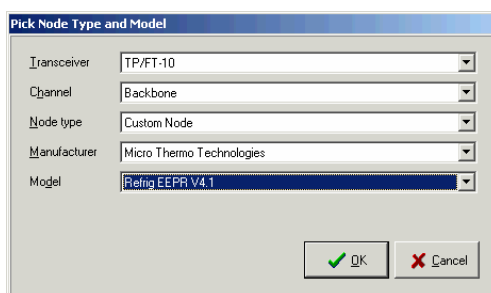 Pick Node Type and Model
Transceiver TP/FT-10
Channel Backbone
Node type Custom Node
Manufacturer Micro Thermo Technologies
Model Refrig EEPR V4.1
OK Cancel